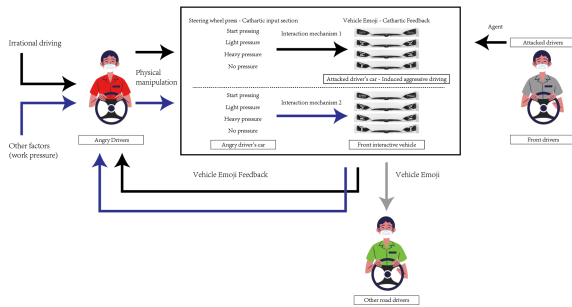 Irrational driving
Other factors
(work pressure)
Angry Drivers
Physical
manipulation
Steering wheel press - Cathartic input section
Vehicle Emoji - Cathartic Feedback
Start pressing
Light pressure
Heavy pressure
No pressure
Interaction mechanism 1
Attacked driver's car - Induced aggressive driving
Start pressing
Light pressure
Heavy pressure
No pressure
Interaction mechanism 2
Angry driver's car
Front interactive vehicle
Agent
Attacked drivers
Front drivers
Vehicle Emoji Feedback
Vehicle Emoji
Other road drivers